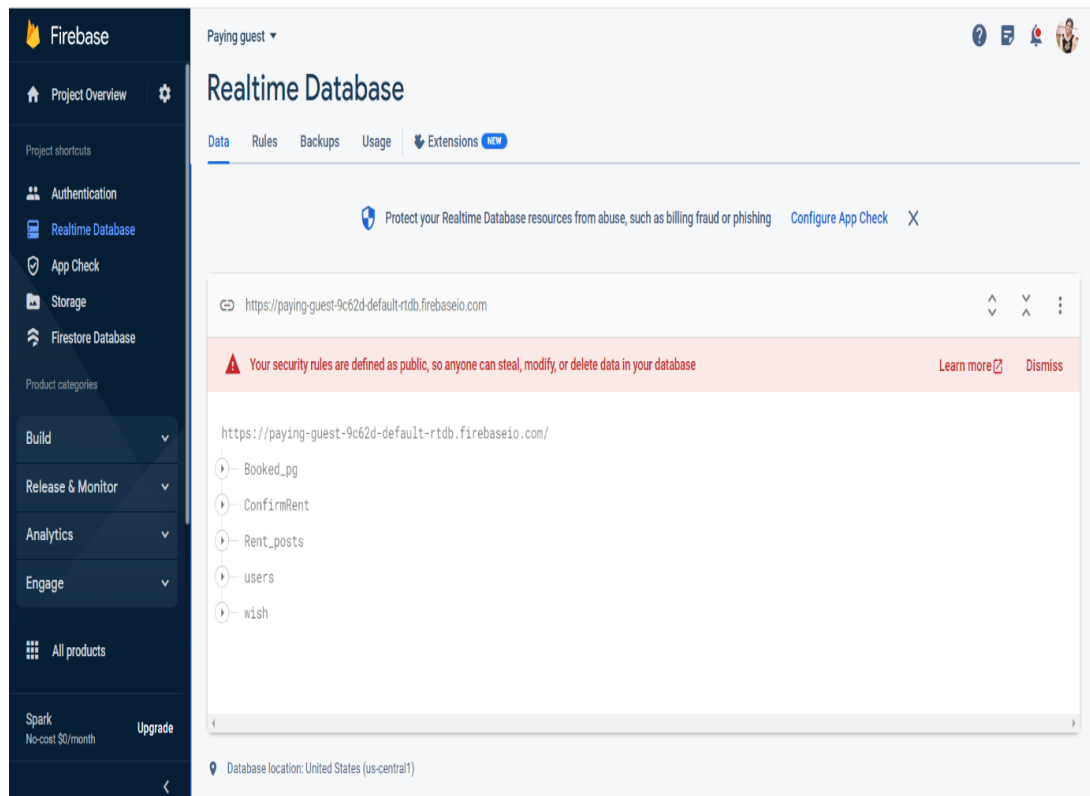 Firebase
Project Overview
Project shortcuts
Authentication
Realtime Database
App Check
Storage
Firestore Database
Product categories
Build
Release & Monitor
Analytics
Engage
All products
Spark
No-cost $0/month
Upgrade
Paying guest
Realtime Database
Data Rules Backups Usage Extensions NEW
Protect your Realtime Database resources from abuse, such as billing fraud or phishing Configure App Check
https://paying-guest-9c62d-default-rtdb.firebaseio.com
Your security rules are defined as public, so anyone can steal, modify, or delete data in your database Learn more Dismiss
https://paying-guest-9c62d-default-rtdb.firebaseio.com/
Booked_pg
ConfirmRent
Rent_posts
users
wish
Database location: United States (us-central1)